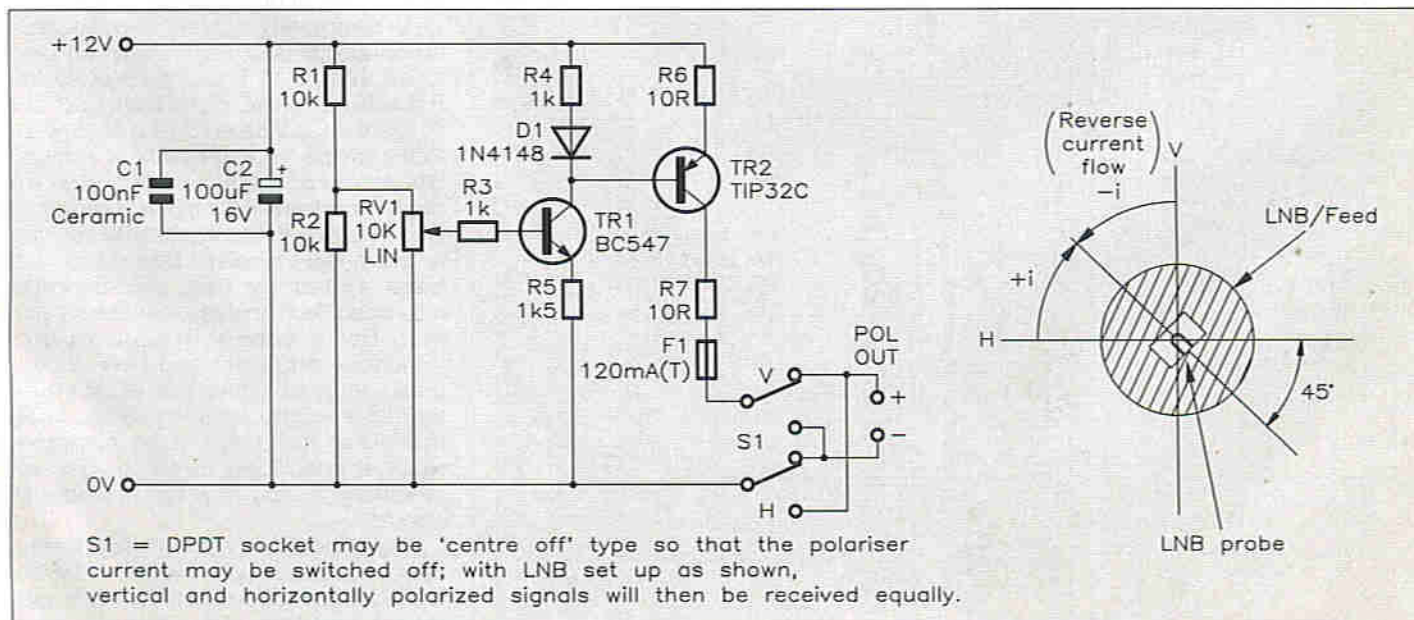 +12V
R1
10k
C1
100nF
Ceramic
C2
100uF
16V
+
R2
10k
RV1
10K
LIN
R3
1k
R4
1k
D1
1N4148
TR1
BC547
R5
1k5
R6
10R
TR2
TIP32C
R7
10R
F1
120mA(T)
V
S1
H
POL
OUT
+
-
0V
(Reverse
current
flow
-i)
V
+i
H
LNB/Feed
45°
LNB probe
S1 = DPDT socket may be 'centre off' type so that the polariser
current may be switched off; with LNB set up as shown,
vertical and horizontally polarized signals will then be received equally.